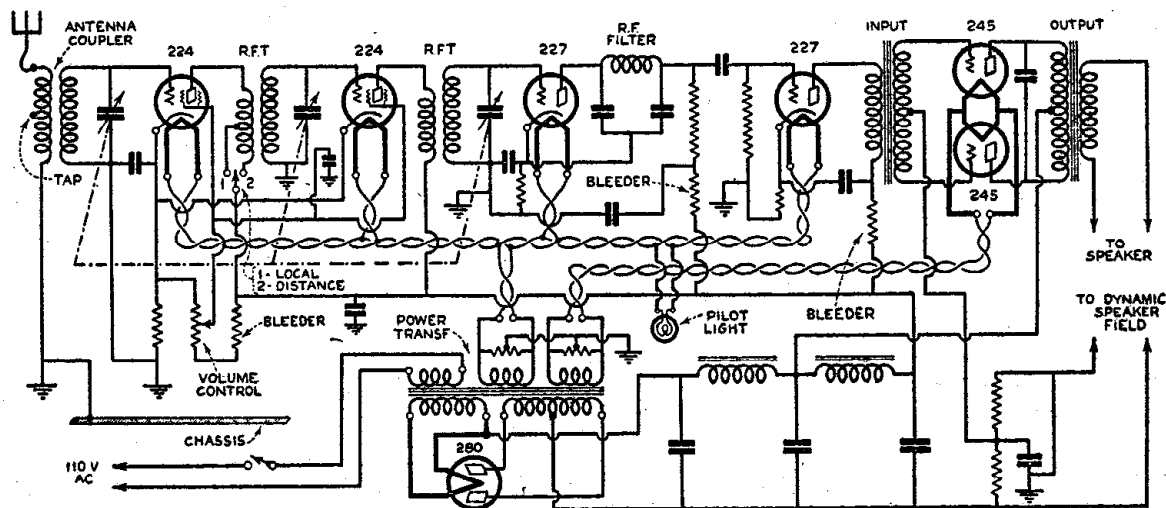 ANTENNA
COUPLER
224
R.F.T
224
R F T
227
R.F.
FILTER
227
INPUT
245
OUTPUT
TAP
1
2
BLEEDER
245
TO
SPEAKER
1- LOCAL
2- DISTANCE
BLEEDER
POWER
TRANSF
PILOT
LIGHT
BLEEDER
TO DYNAMIC
SPEAKER
FIELD
VOLUME
CONTROL
CHASSIS
110 V
AC
280